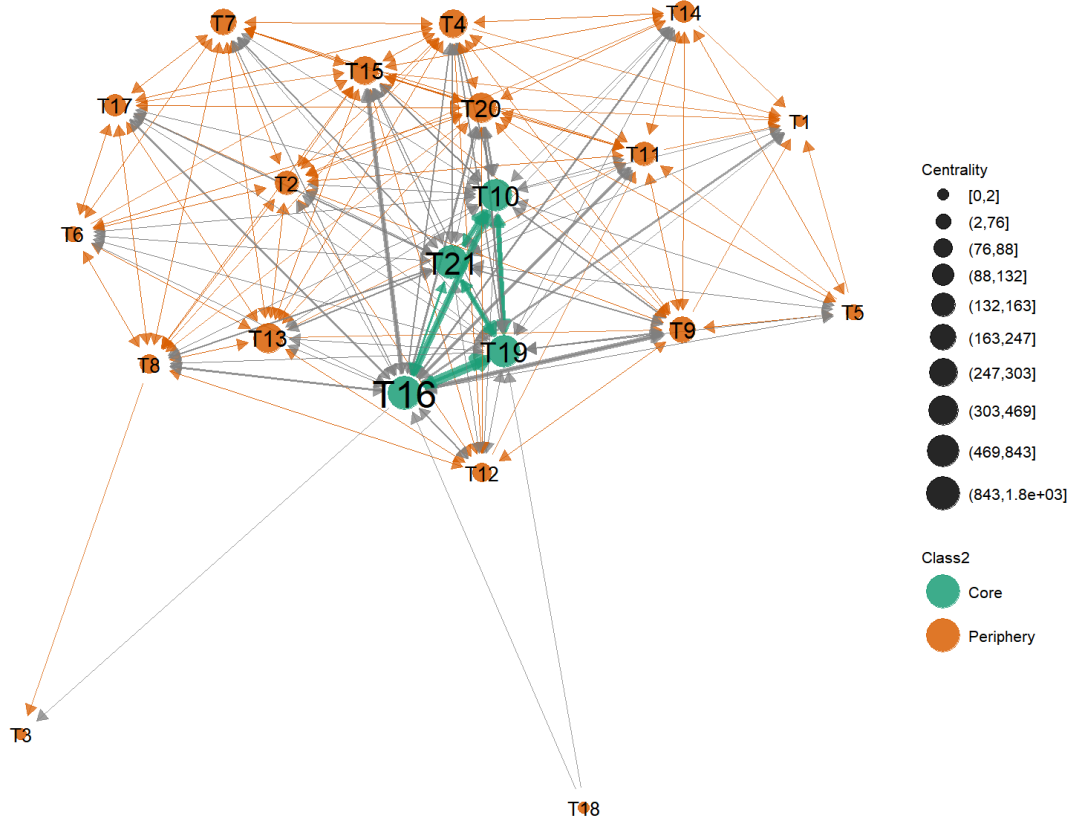 T7
T4
T14
T15
T17
T20
T1
T11
T2
T10
T6
T21
T5
T9
T13
T19
T8
T16
T12
T3
T18
Centrality
[0,2]
(2,76]
(76,88]
(88,132]
(132,163]
(163,247]
(247,303]
(303,469]
(469,843]
(843,1.8e+03]
Class2
Core
Periphery